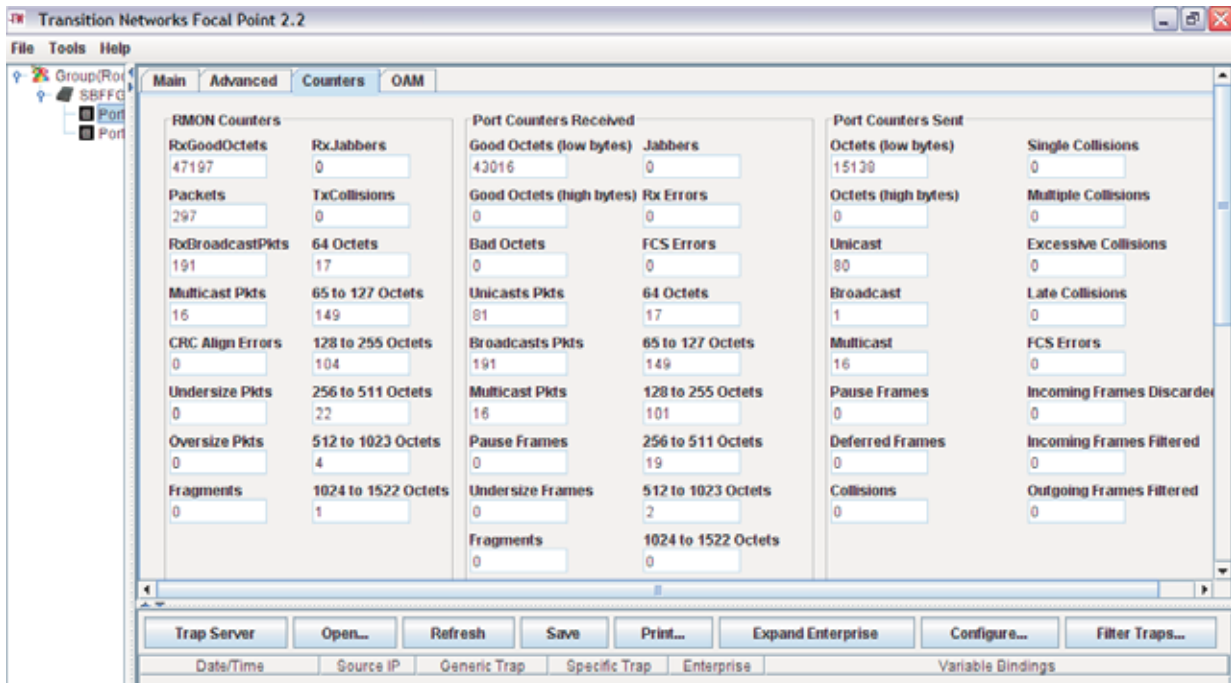 Transition Networks Focal Point 2.2
File Tools Help
Group(Roo
SBFFG
Port
Port
Main Advanced Counters OAM
RMON Counters
RxGoodOctets RxJabbers
47197 0
Packets TxCollisions
297 0
RxBroadcastPkts 64 Octets
191 17
Multicast Pkts 65 to 127 Octets
16 149
CRC Align Errors 128 to 255 Octets
0 104
Undersize Pkts 256 to 511 Octets
0 22
Oversize Pkts 512 to 1023 Octets
0 4
Fragments 1024 to 1522 Octets
0 1
Port Counters Received
Good Octets (low bytes) Jabbers
43016 0
Good Octets (high bytes) Rx Errors
0 0
Bad Octets FCS Errors
0 0
Unicasts Pkts 64 Octets
81 17
Broadcasts Pkts 65 to 127 Octets
191 149
Multicast Pkts 128 to 255 Octets
16 101
Pause Frames 256 to 511 Octets
0 19
Undersize Frames 512 to 1023 Octets
0 2
Fragments 1024 to 1522 Octets
0 0
Port Counters Sent
Octets (low bytes) Single Collisions
15138 0
Octets (high bytes) Multiple Collisions
0 0
Unicast Excessive Collisions
80 0
Broadcast Late Collisions
1 0
Multicast FCS Errors
16 0
Pause Frames Incoming Frames Discarded
0 0
Deferred Frames Incoming Frames Filtered
0 0
Collisions Outgoing Frames Filtered
0 0
Trap Server Open... Refresh Save Print... Expand Enterprise Configure... Filter Traps...
Date/Time Source IP Generic Trap Specific Trap Enterprise Variable Bindings